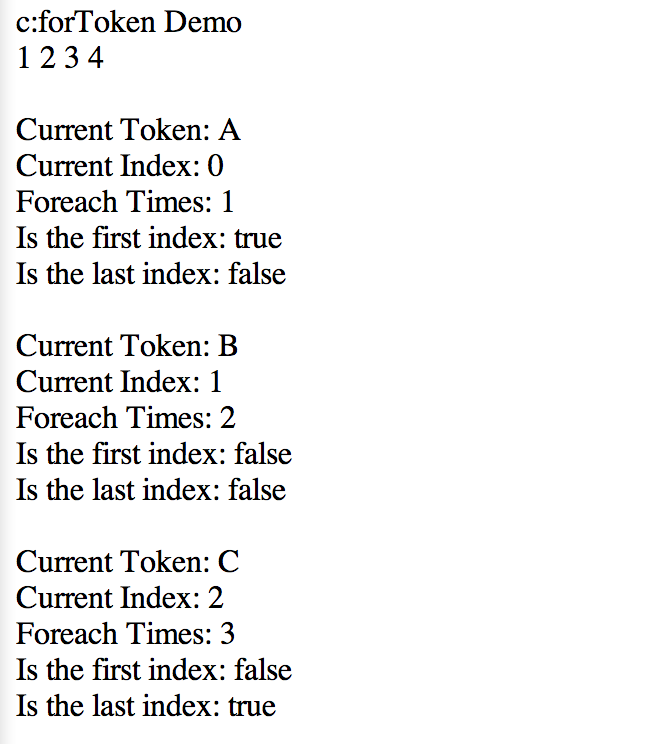 c:forToken Demo
1 2 3 4
Current Token: A
Current Index: 0
Foreach Times: 1
Is the first index: true
Is the last index: false
Current Token: B
Current Index: 1
Foreach Times: 2
Is the first index: false
Is the last index: false
Current Token: C
Current Index: 2
Foreach Times: 3
Is the first index: false
Is the last index: true